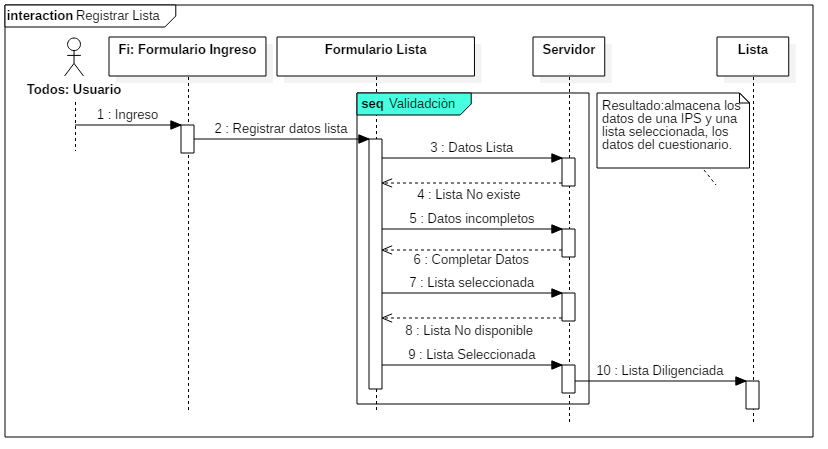 interaction Registrar Lista
Fi: Formulario Ingreso
Formulario Lista
Servidor
Lista
Todos: Usuario
seq Validadciòn
Resultado:almacena los
datos de una IPS y una
lista seleccionada, los
datos del cuestionario.
1 : Ingreso
2 : Registrar datos lista
3 : Datos Lista
4 : Lista No existe
5 : Datos incompletos
6 : Completar Datos
7 : Lista seleccionada
8 : Lista No disponible
9 : Lista Seleccionada
10 : Lista Diligenciada